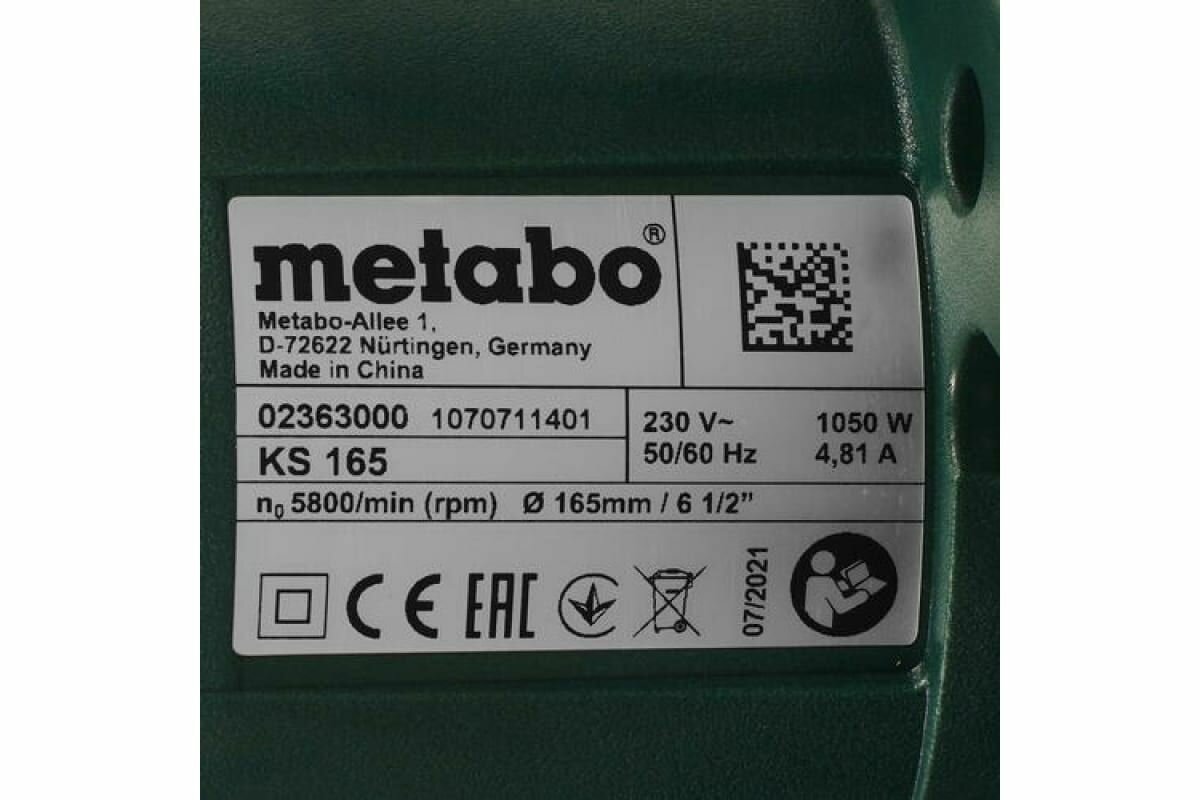 metabo®
Metabo-Allee 1,
D-72622 Nürtingen, Germany
Made in China
02363000 1070711401
KS 165
230 V~ 1050 W
50/60 Hz 4,81 A
n₀ 5800/min (rpm) Ø 165mm / 6 1/2”
CE EAC
07/2021